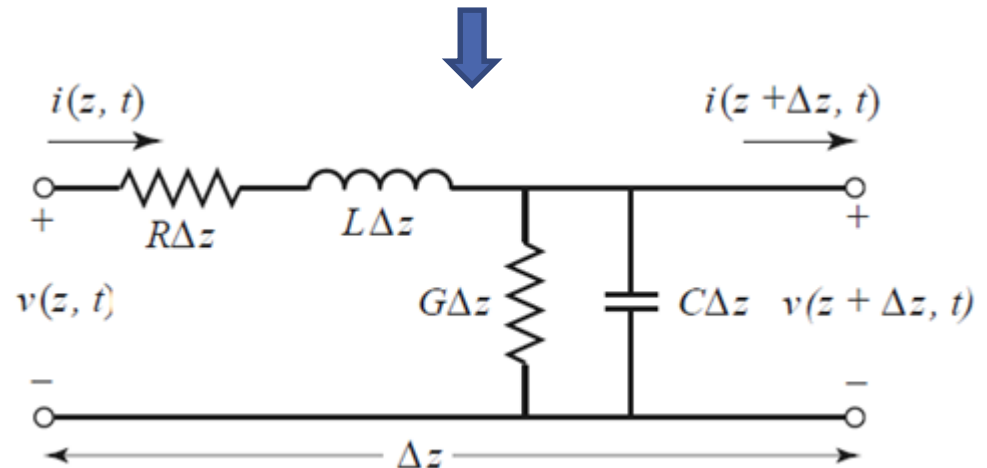 i(z, t)
i(z +Δz, t)
+
RΔz
LΔz
+
v(z, t)
GΔz
CΔz
v(z + Δz, t)
−
−
Δz